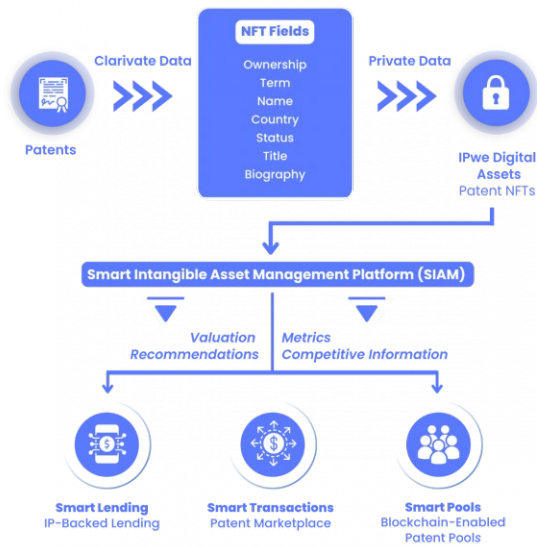 NFT Fields
Clarivate Data
Private Data
Ownership
Term
Name
Country
Status
Title
Biography
Patents
IPwe Digital
Assets
Patent NFTs
Smart Intangible Asset Management Platform (SIAM)
Valuation
Recommendations
Metrics
Competitive Information
Smart Lending
IP-Backed Lending
Smart Transactions
Patent Marketplace
Smart Pools
Blockchain-Enabled
Patent Pools